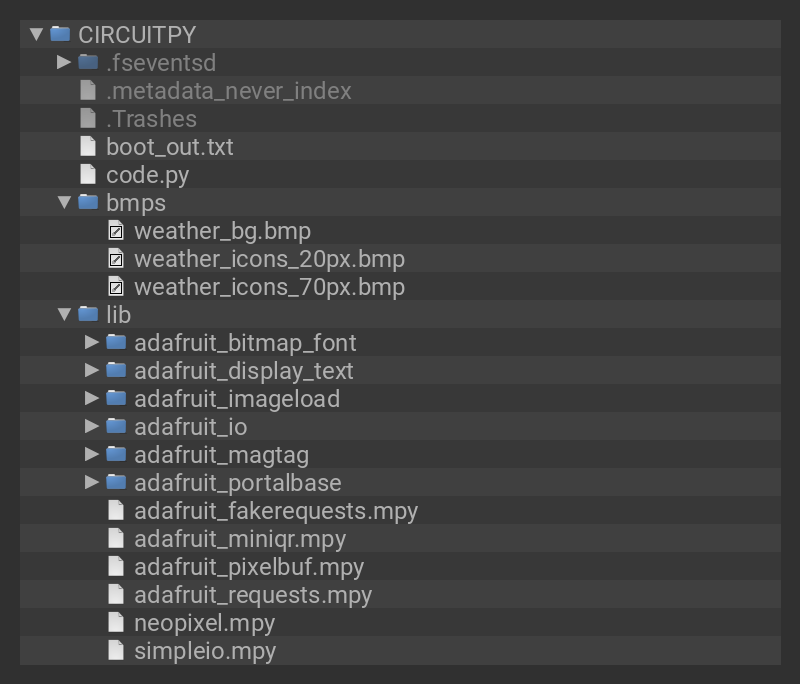 CIRCUITPY
.fseventsd
.metadata_never_index
.Trashes
boot_out.txt
code.py
bmps
weather_bg.bmp
weather_icons_20px.bmp
weather_icons_70px.bmp
lib
adafruit_bitmap_font
adafruit_display_text
adafruit_imageload
adafruit_io
adafruit_magtag
adafruit_portalbase
adafruit_fakerequests.mpy
adafruit_miniqr.mpy
adafruit_pixelbuf.mpy
adafruit_requests.mpy
neopixel.mpy
simpleio.mpy